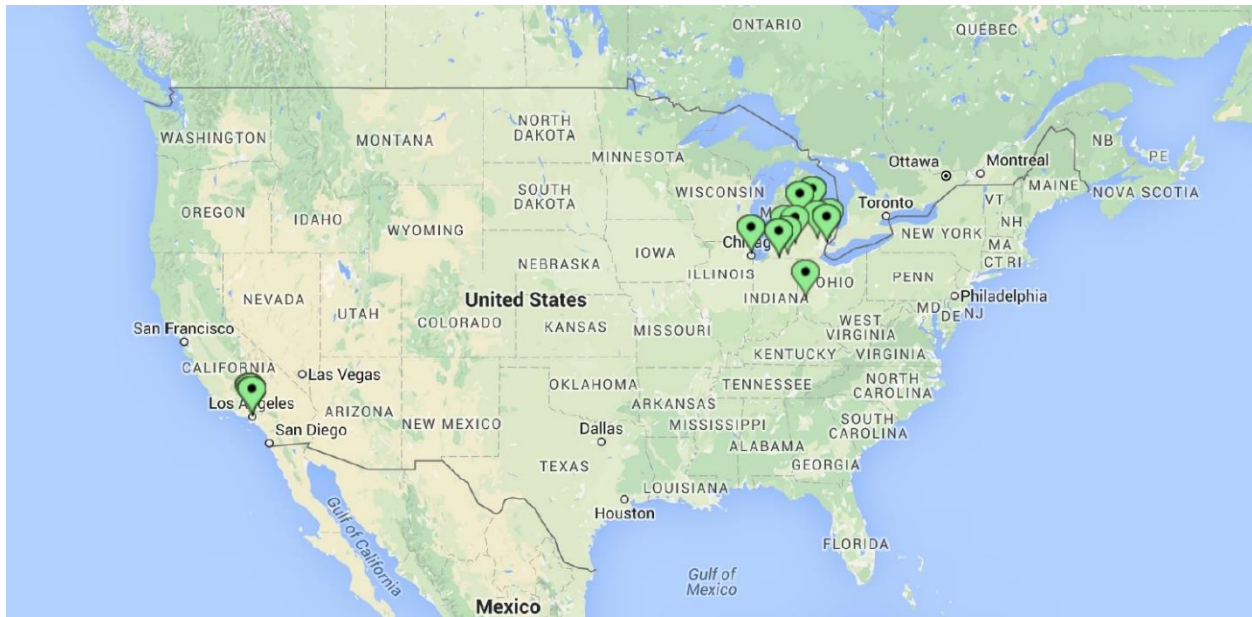 ONTARIO
QUÉBEC
WASHINGTON
MONTANA
NORTH
DAKOTA
MINNESOTA
NB
PE
Ottawa
Montreal
MAINE
NOVA SCOTIA
OREGON
IDAHO
SOUTH
DAKOTA
WISCONSIN
Toronto
VT
NH
WYOMING
NEW YORK
MA
CT RI
IOWA
NEBRASKA
ILLINOIS
INDIANA
OHIO
PENN
Philadelphia
NEVADA
UTAH
United States
COLORADO
KANSAS
MISSOURI
WEST
VIRGINIA
MD
DE
NJ
San Francisco
KENTUCKY
VIRGINIA
CALIFORNIA
Las Vegas
OKLAHOMA
TENNESSEE
NORTH
CAROLINA
Los Angeles
ARIZONA
NEW MEXICO
ARKANSAS
MISSISSIPPI
SOUTH
CAROLINA
San Diego
Dallas
ALABAMA
TEXAS
GEORGIA
LOUISIANA
Houston
Gulf of California
FLORIDA
Gulf of
Mexico
Mexico